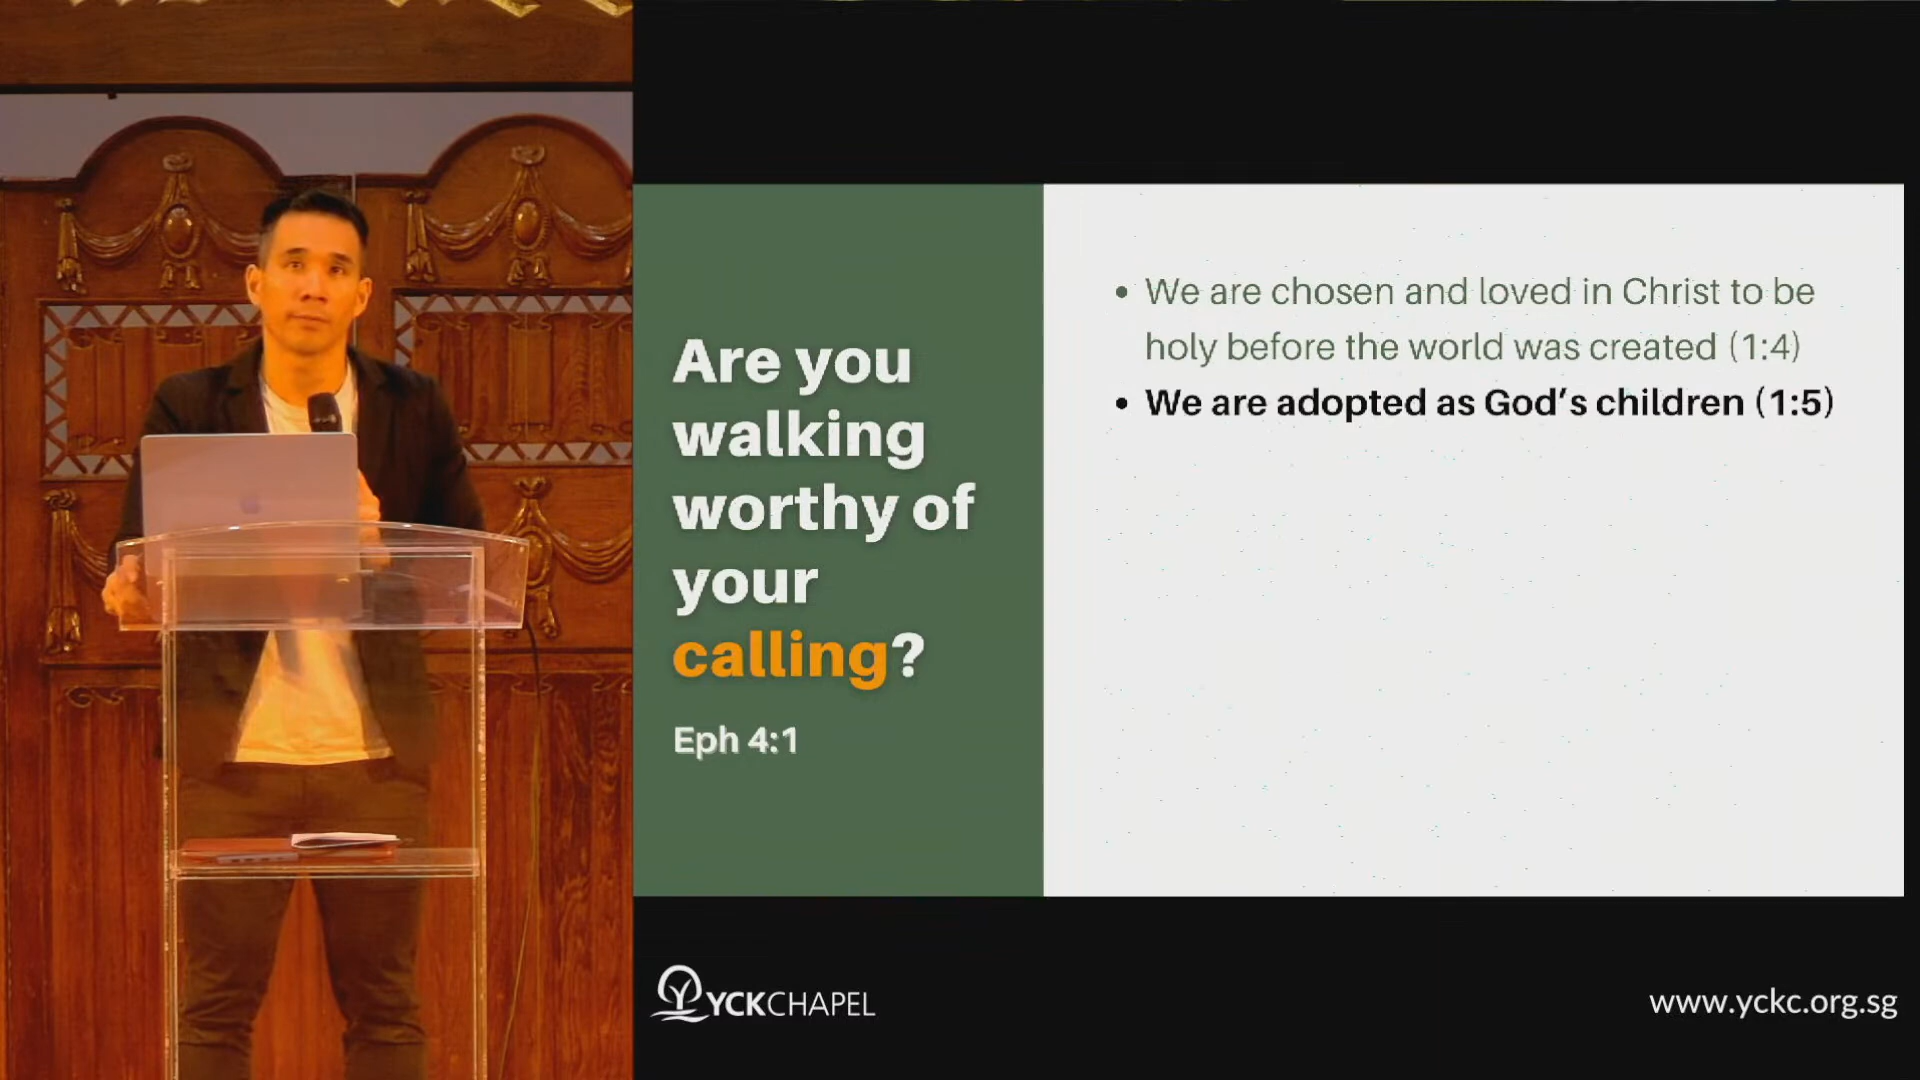 Are you
walking
worthy of
your
calling?
Eph 4:1
• We are chosen and loved in Christ to be
holy before the world was created (1:4)
• We are adopted as God's children (1:5)
YCKCHAPEL
www.yckc.org.sg